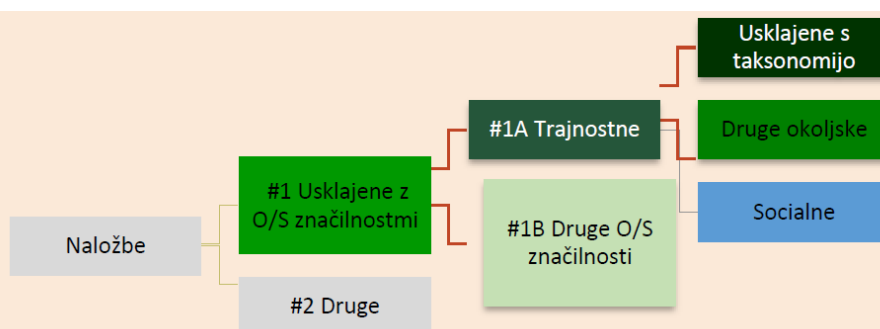 Usklajene s
taksonomijo
#1A Trajnostne
Druge okoljske
#1 Usklajene z
O/S značilnostmi
Socialne
#1B Druge O/S
značilnosti
Naložbe
#2 Druge